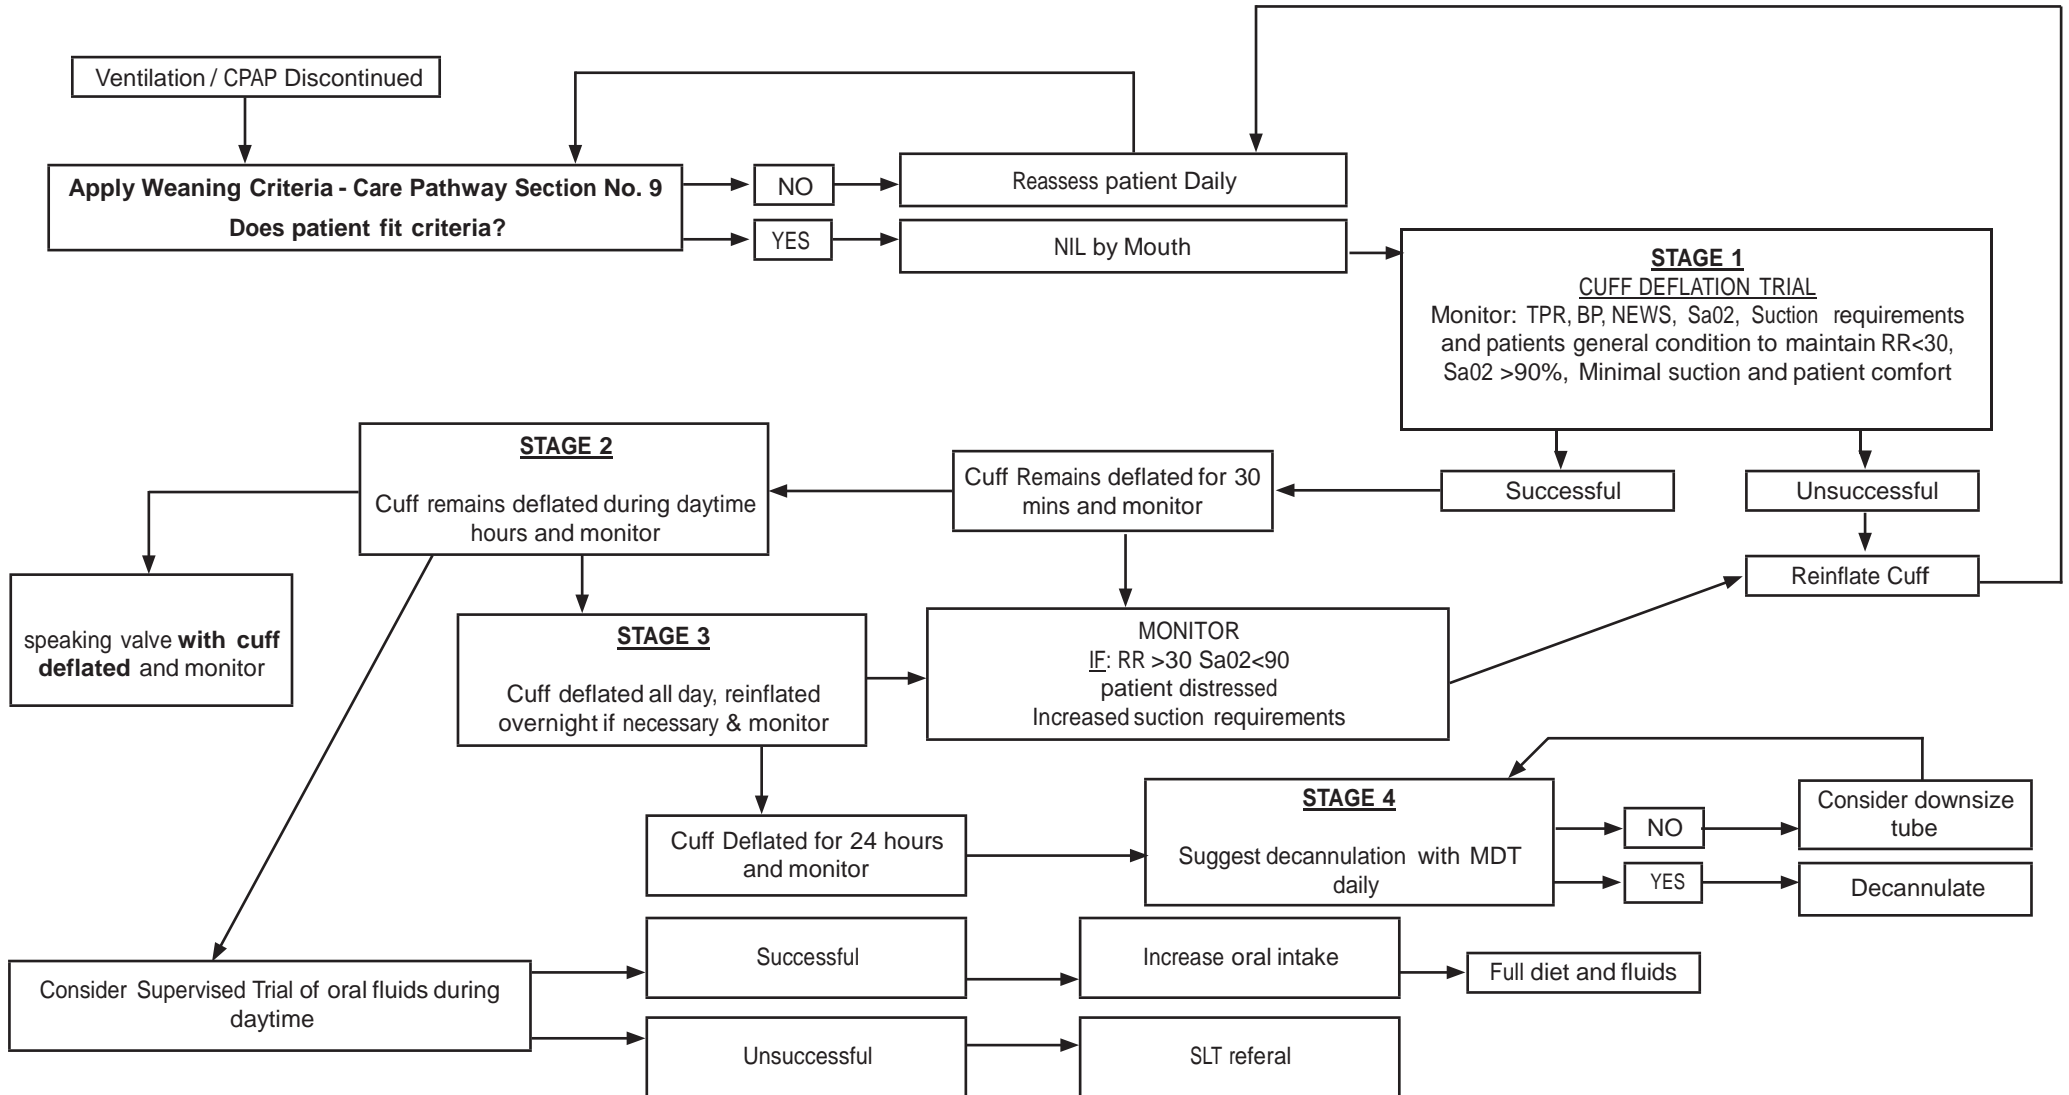 Ventilation / CPAP Discontinued
Apply Weaning Criteria - Care Pathway Section No. 9
Does patient fit criteria?
NO
Reassess patient Daily
YES
NIL by Mouth
STAGE 1
CUFF DEFLATION TRIAL
Monitor: TPR, BP, NEWS, Sa02, Suction requirements
and patients general condition to maintain RR<30,
Sa02 >90%, Minimal suction and patient comfort
STAGE 2
Cuff remains deflated during daytime
hours and monitor
Cuff Remains deflated for 30
mins and monitor
Successful
Unsuccessful
Reinflate Cuff
speaking valve with cuff
deflated and monitor
STAGE 3
Cuff deflated all day, reinflated
overnight if necessary & monitor
MONITOR
IF: RR >30 Sa02<90
patient distressed
Increased suction requirements
Cuff Deflated for 24 hours
and monitor
STAGE 4
Suggest decannulation with MDT
daily
NO
Consider downsize
tube
YES
Decannulate
Consider Supervised Trial of oral fluids during
daytime
Successful
Increase oral intake
Full diet and fluids
Unsuccessful
SLT referal